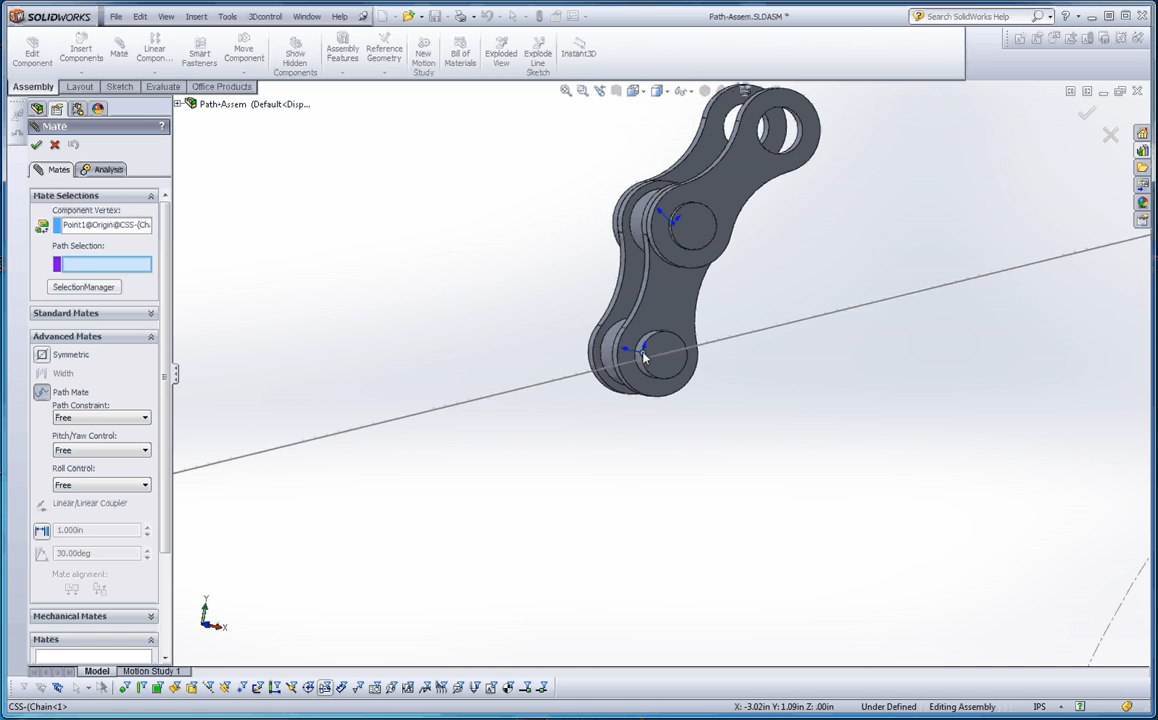 SOLIDWORKS File Edit View Insert Tools 3Dcontrol Window Help Path-Assem.SLDASM * Search SolidWorks Help
Edit Component
Insert Components
Mate
Linear Compon...
Smart Fasteners
Move Component
Show Hidden Components
Assembly Features
Reference Geometry
New Motion Study
Bill of Materials
Exploded View
Explode Line Sketch
Instant3D
Assembly Layout Sketch Evaluate Office Products
Path-Assem (Default<Disp...
Mate ?
Mates Analysis
Mate Selections
Component Vertex:
Point1@Origin@CSS-(Ch
Path Selection:
SelectionManager
Standard Mates
Advanced Mates
Symmetric
Width
Path Mate
Path Constraint:
Free
Pitch/Yaw Control:
Free
Roll Control:
Free
Linear/Linear Coupler
1.000in
30.00deg
Mate alignment:
Mechanical Mates
Mates
Y
X
Model Motion Study 1
CSS-(Chain<1> X: -3.02in Y: 1.09in Z: .00in Under Defined Editing Assembly IPS